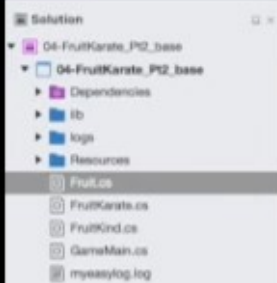 Solution
04-FruitKarate_Pt2_base
04-FruitKarate_Pt2_base
Dependencies
lib
logs
Resources
Fruit.cs
FruitKarate.cs
FruitKind.cs
GameMain.cs
myeasylog.log